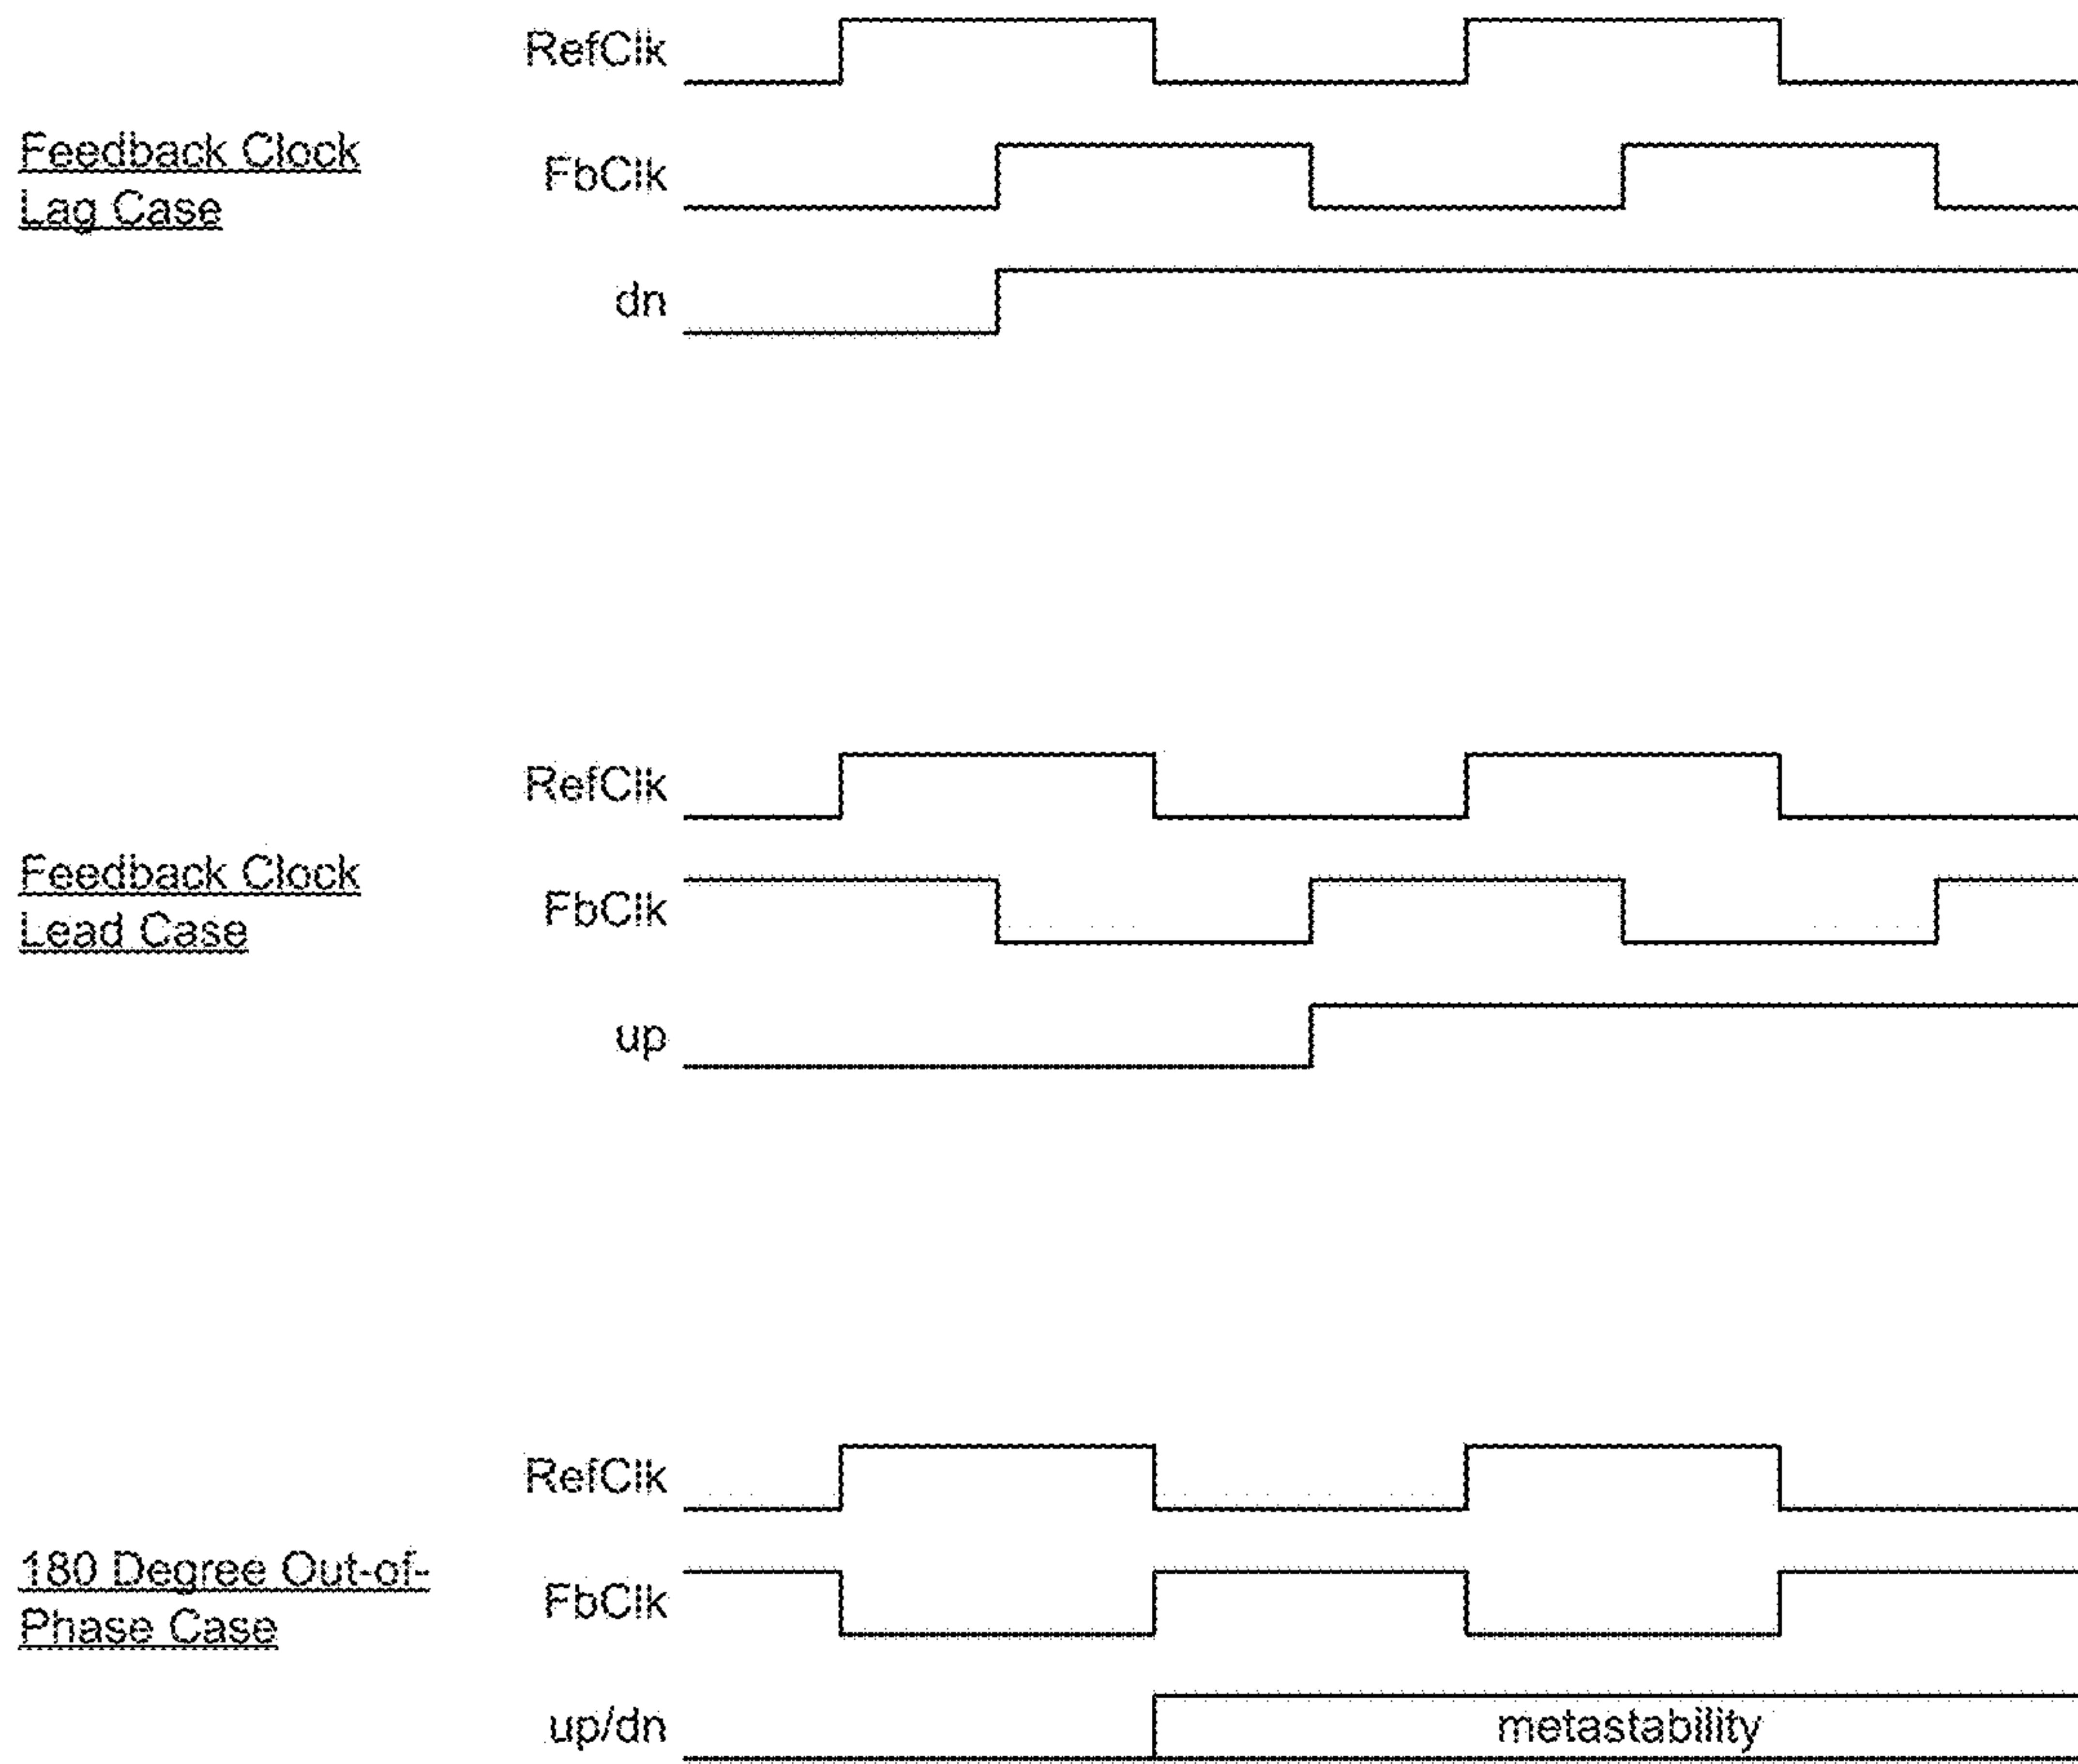 RefClk
Feedback Clock
Lag Case
FbClk
dn
RefClk
Feedback Clock
Lead Case
FbClk
up
RefClk
180 Degree Out-of-
Phase Case
FbClk
up/dn
metastability